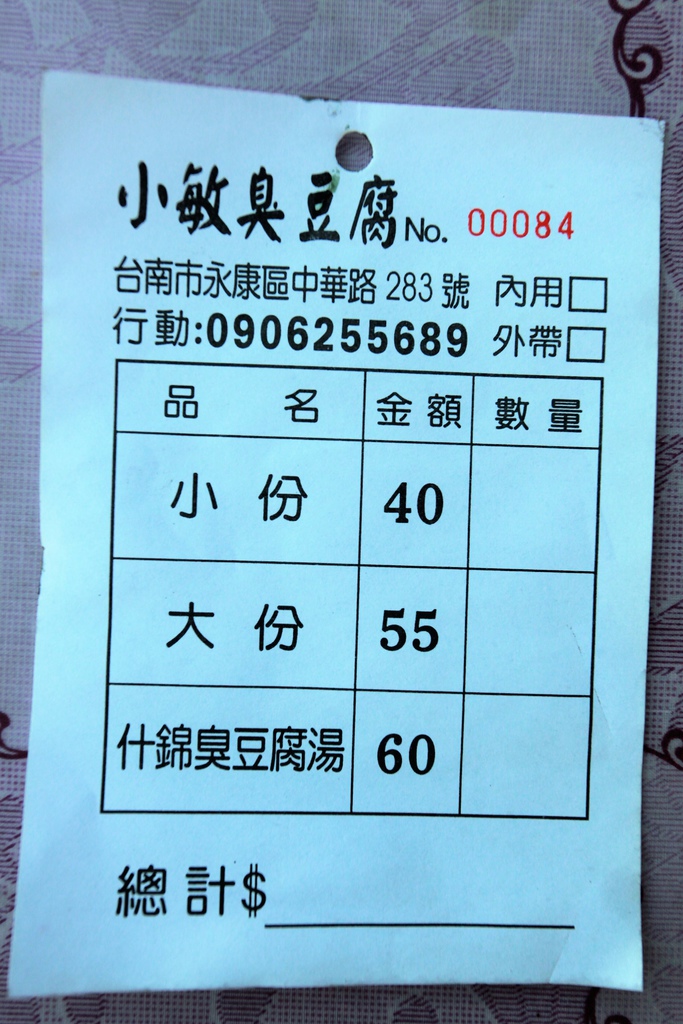 小敏臭豆腐 No. 00084
台南市永康區中華路 283 號 內用□
行動:0906255689 外帶□
品名 金額 數量
小份 40
大份 55
什錦臭豆腐湯 60
總計$